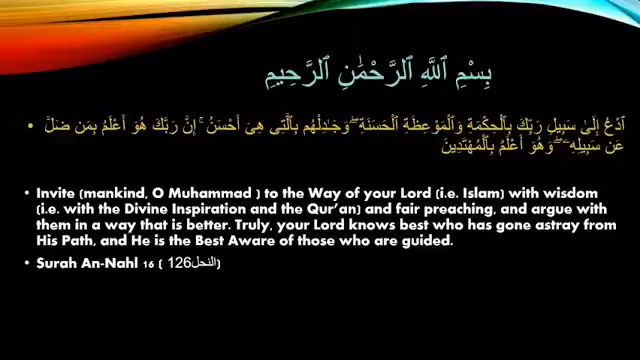 بِسْمِ ٱللَّهِ ٱلرَّحْمَٰنِ ٱلرَّحِيمِ
• ٱدْعُ إِلَىٰ سَبِيلِ رَبِّكَ بِٱلْحِكْمَةِ وَٱلْمَوْعِظَةِ ٱلْحَسَنَةِ ۖ وَجَـٰدِلْهُم بِٱلَّتِى هِىَ أَحْسَنُ ۚ إِنَّ رَبَّكَ هُوَ أَعْلَمُ بِمَن ضَلَّ
عَن سَبِيلِهِۦ ۖ وَهُوَ أَعْلَمُ بِٱلْمُهْتَدِينَ
• Invite (mankind, O Muhammad ) to the Way of your Lord (i.e. Islam) with wisdom
(i.e. with the Divine Inspiration and the Qur’an) and fair preaching, and argue with
them in a way that is better. Truly, your Lord knows best who has gone astray from
His Path, and He is the Best Aware of those who are guided.
• Surah An-Nahl 16 ( 126النحل)